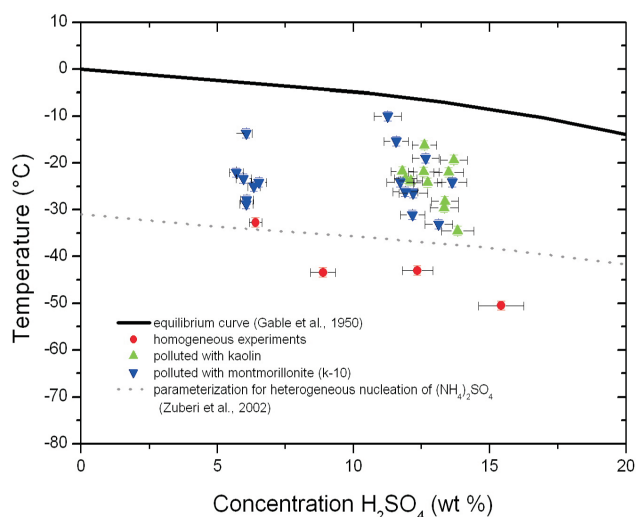 10
0
-10
-20
-30
-40
-50
-60
-70
-80
Temperature (°C)
equilibrium curve (Gable et al., 1950)
homogeneous experiments
polluted with kaolin
polluted with montmorillonite (k-10)
parameterization for heterogeneous nucleation of (NH₄)₂SO₄
(Zuberi et al., 2002)
0 5 10 15 20
Concentration H₂SO₄ (wt %)